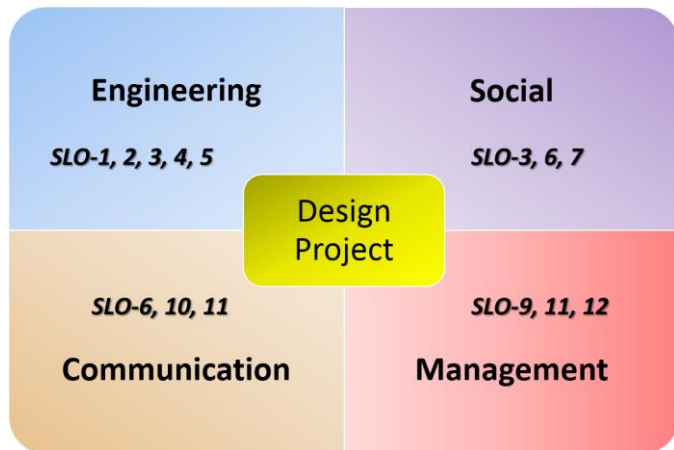 Engineering
SLO-1, 2, 3, 4, 5
Social
SLO-3, 6, 7
Design
Project
SLO-6, 10, 11
Communication
SLO-9, 11, 12
Management